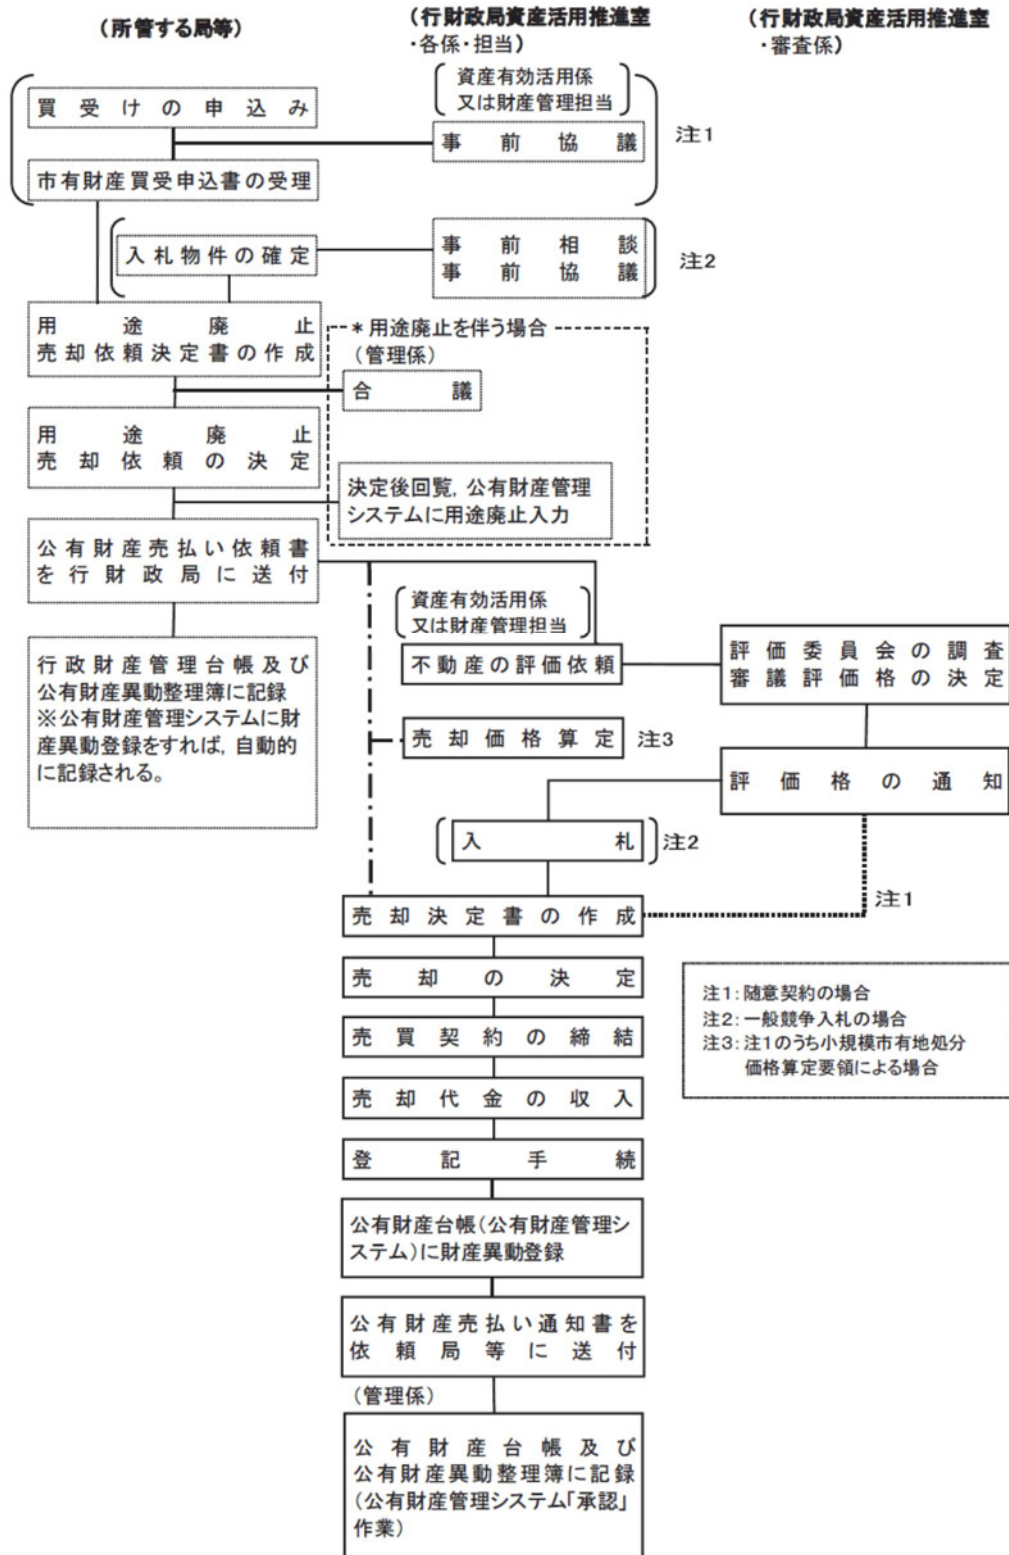 (所管する局等)
(行財政局資産活用推進室
・各係・担当)
(行財政局資産活用推進室
・審査係)
資産有効活用係
又は財産管理担当
買受けの申込み
事前協議
注1
市有財産買受申込書の受理
入札物件の確定
事前相談
事前協議
注2
用途廃止
売却依頼決定書の作成
*用途廃止を伴う場合
(管理係)
合議
用途廃止
売却依頼の決定
決定後回覧,公有財産管理
システムに用途廃止入力
公有財産売払い依頼書
を行財政局に送付
資産有効活用係
又は財産管理担当
不動産の評価依頼
評価委員会の調査
審議評価格の決定
行政財産管理台帳及び
公有財産異動整理簿に記録
※公有財産管理システムに財
産異動登録をすれば,自動的
に記録される。
売却価格算定
注3
評価格の通知
入札
注2
注1
売却決定書の作成
売却の決定
売買契約の締結
売却代金の収入
登記手続
注1:随意契約の場合
注2:一般競争入札の場合
注3:注1のうち小規模市有地処分
価格算定要領による場合
公有財産台帳(公有財産管理シ
ステム)に財産異動登録
公有財産売払い通知書を
依頼局等に送付
(管理係)
公有財産台帳及び
公有財産異動整理簿に記録
(公有財産管理システム「承認」
作業)